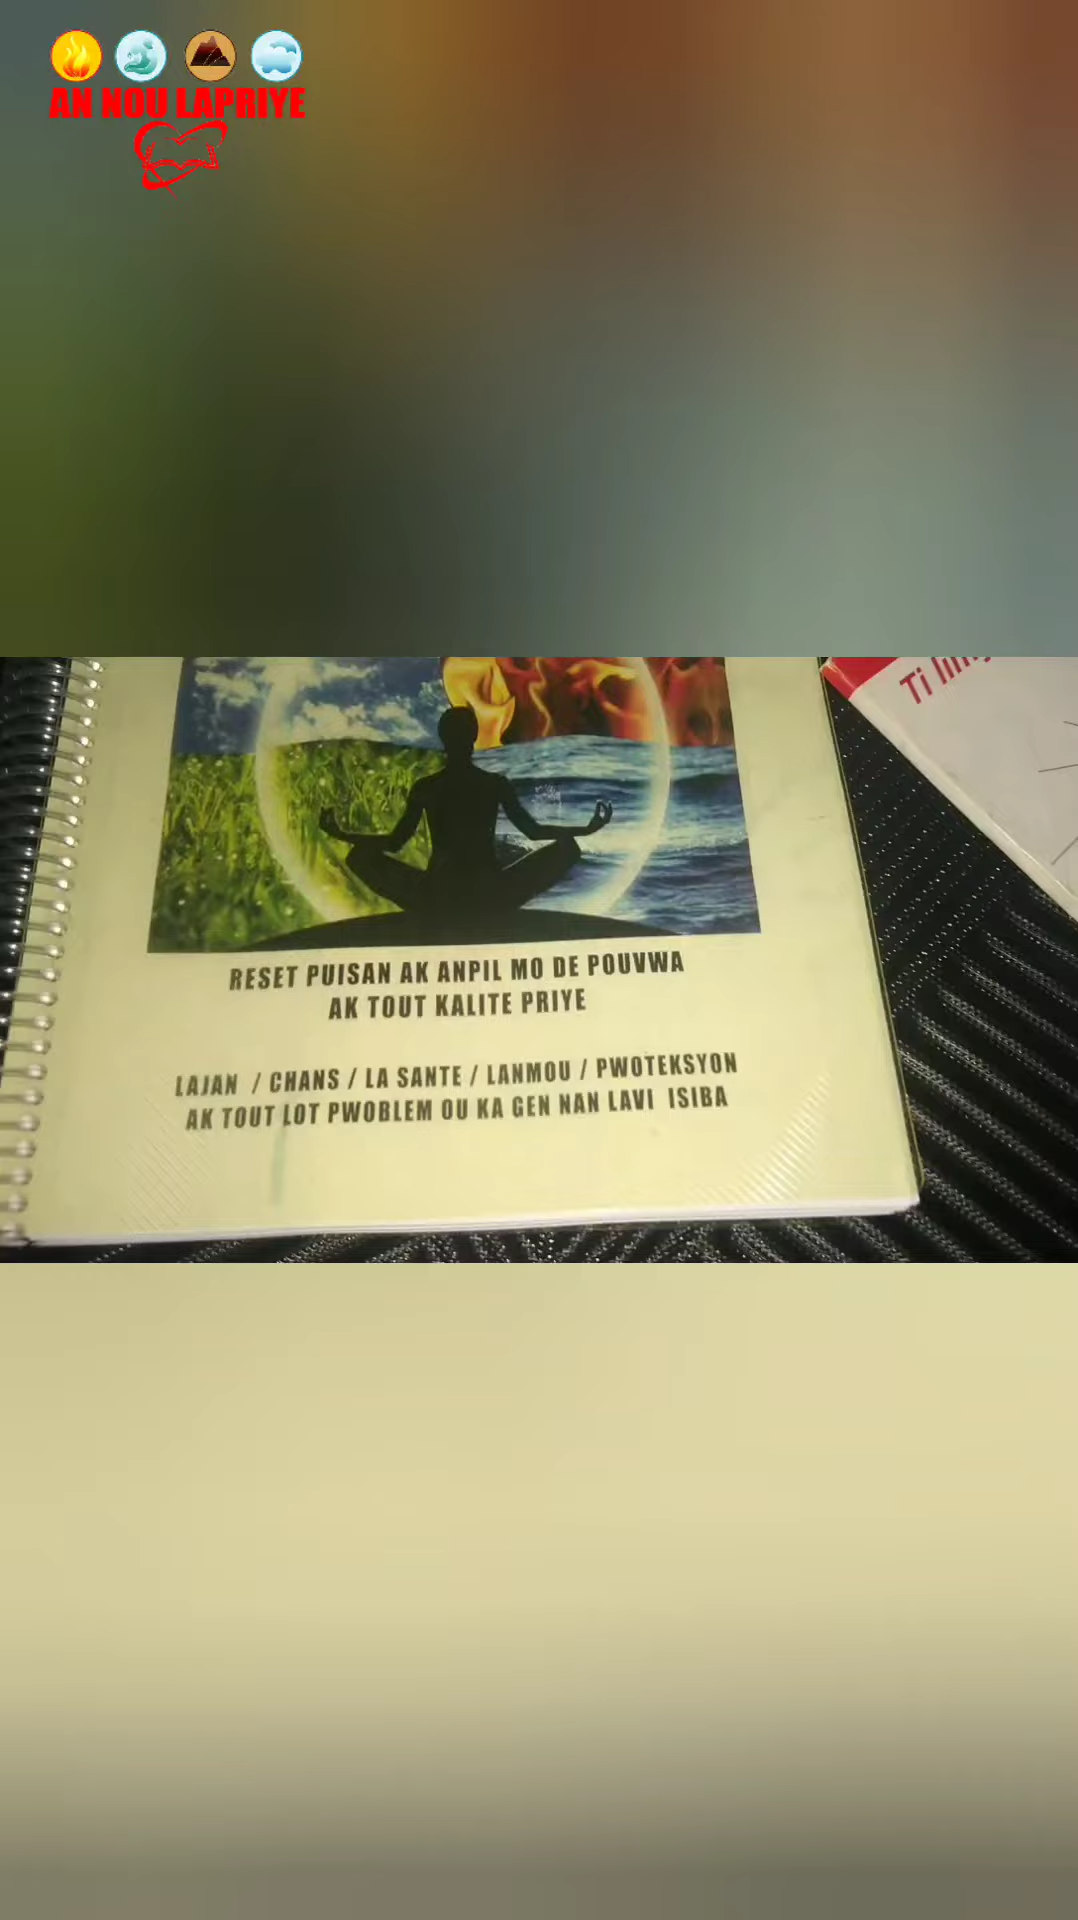 AN NOU LAPRIYE
RESET PUISAN AK ANPIL MO DE POUVWA
AK TOUT KALITE PRIYE
LAJAN / CHANS / LA SANTE / LANMOU / PWOTEKSYON
AK TOUT LOT PWOBLEM OU KA GEN NAN LAVI ISIBA
Ti